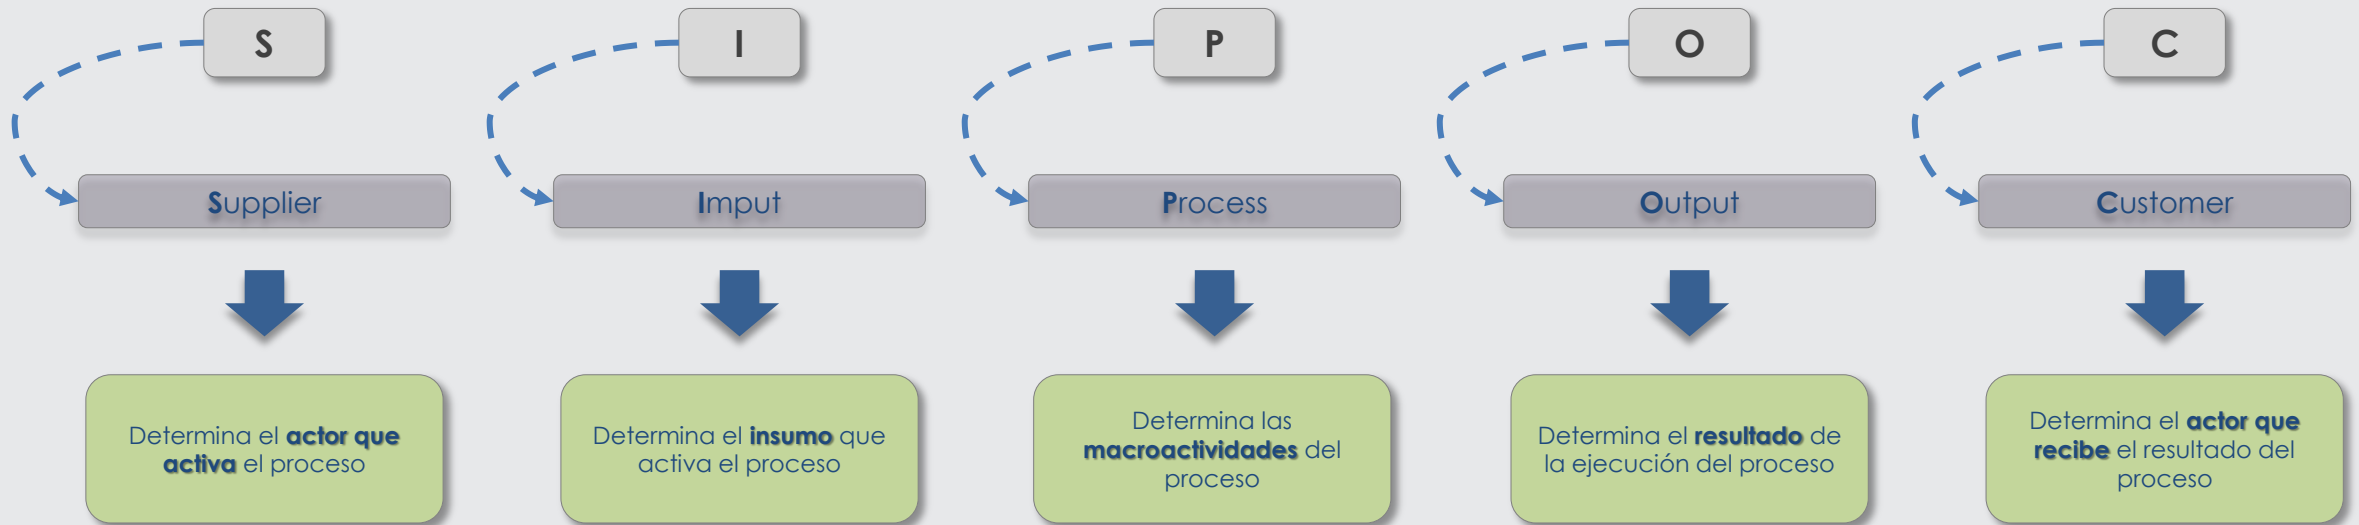 S
I
P
O
C
Supplier
Imput
Process
Output
Customer
Determina el actor que
activa el proceso
Determina el insumo que
activa el proceso
Determina las
macroactividades del
proceso
Determina el resultado de
la ejecución del proceso
Determina el actor que
recibe el resultado del
proceso